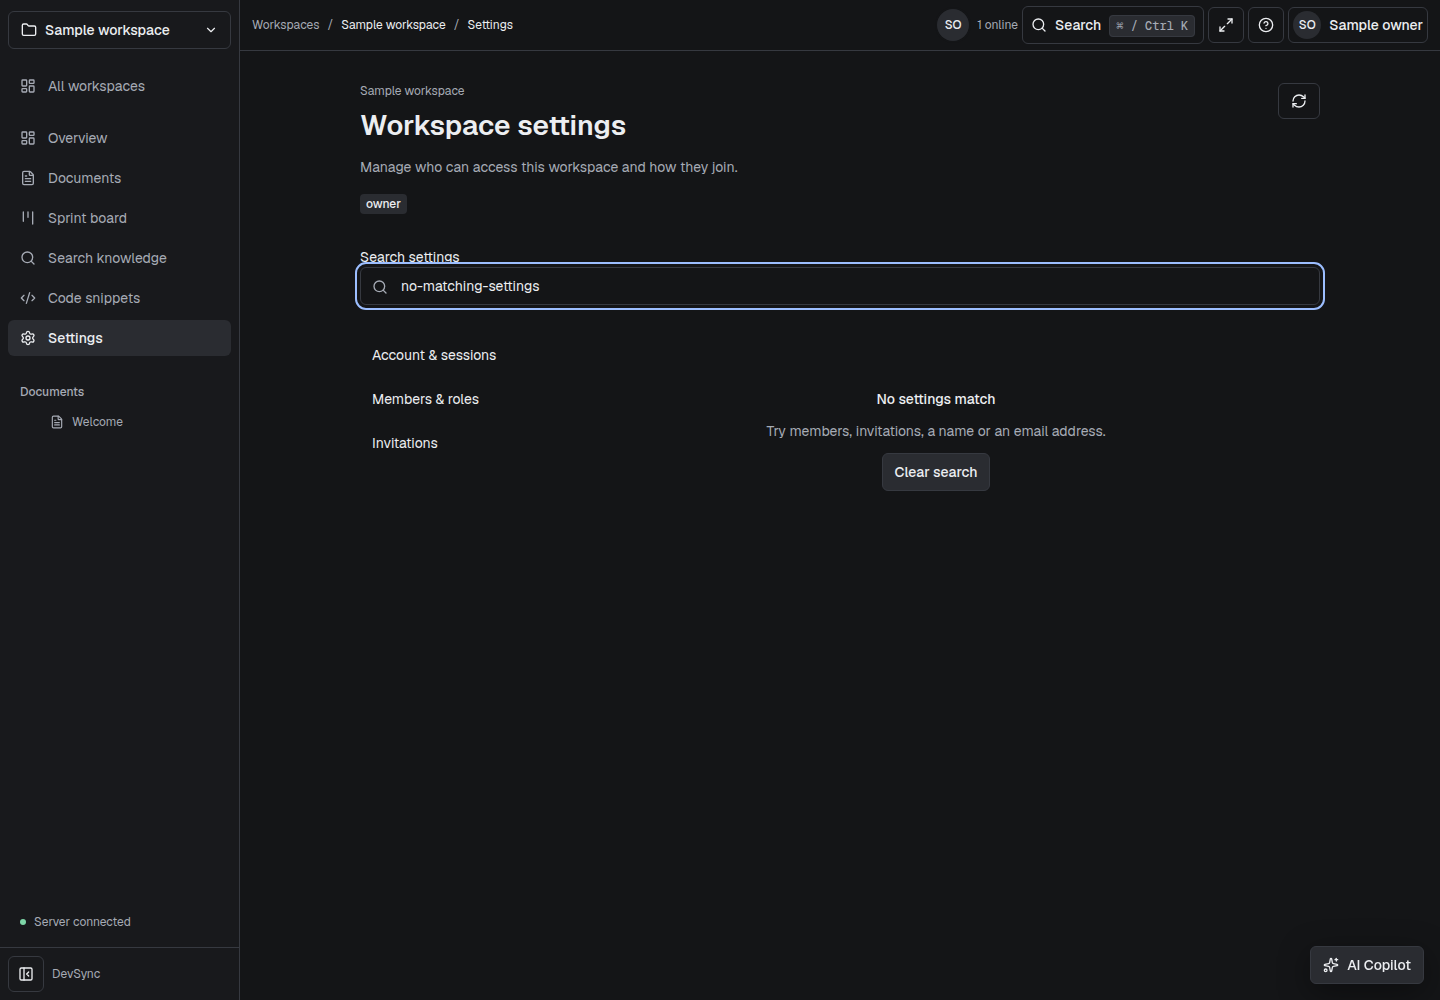 Sample workspace
All workspaces
Overview
Documents
Sprint board
Search knowledge
Code snippets
Settings
Documents
Welcome
Server connected
DevSync
Workspaces / Sample workspace / Settings
SO 1 online Search ⌘ / Ctrl K SO Sample owner
Sample workspace
Workspace settings
Manage who can access this workspace and how they join.
owner
Search settings
no-matching-settings
Account & sessions
Members & roles
Invitations
No settings match
Try members, invitations, a name or an email address.
Clear search
AI Copilot